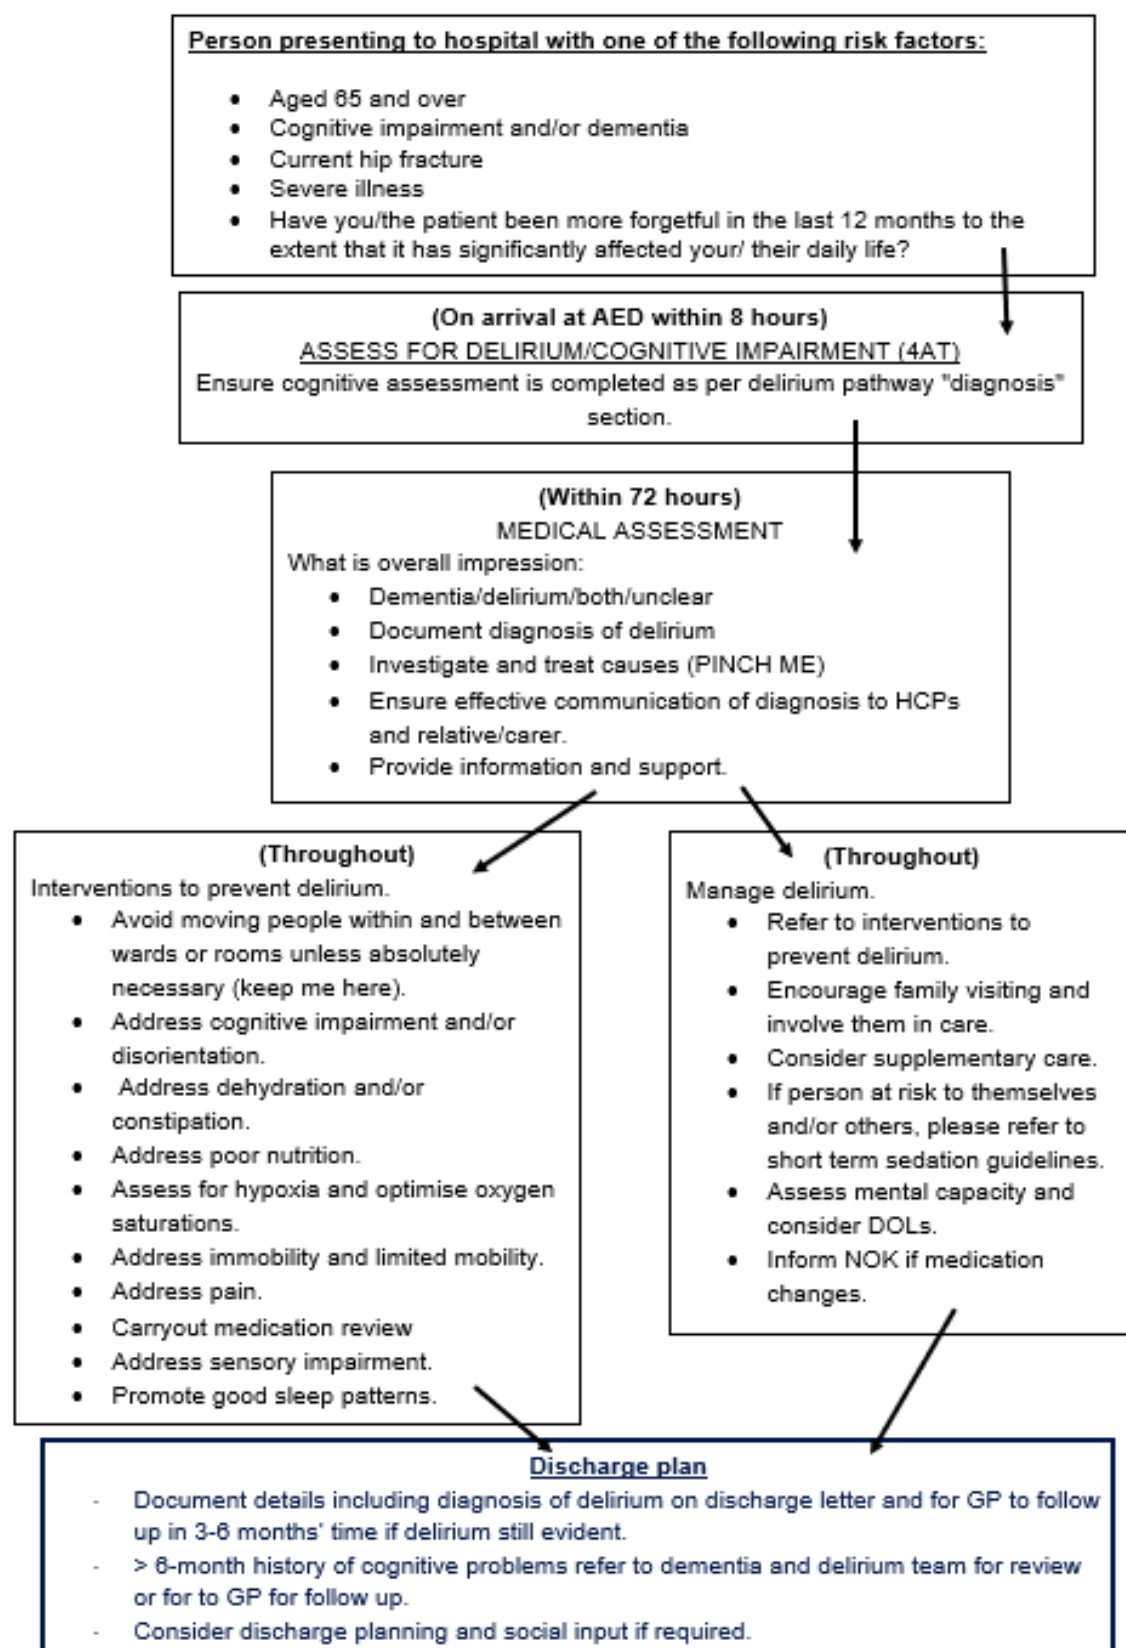 Person presenting to hospital with one of the following risk factors:
• Aged 65 and over
• Cognitive impairment and/or dementia
• Current hip fracture
• Severe illness
• Have you/the patient been more forgetful in the last 12 months to the
extent that it has significantly affected your/ their daily life?
(On arrival at AED within 8 hours)
ASSESS FOR DELIRIUM/COGNITIVE IMPAIRMENT (4AT)
Ensure cognitive assessment is completed as per delirium pathway "diagnosis"
section.
(Within 72 hours)
MEDICAL ASSESSMENT
What is overall impression:
• Dementia/delirium/both/unclear
• Document diagnosis of delirium
• Investigate and treat causes (PINCH ME)
• Ensure effective communication of diagnosis to HCPs
and relative/carer.
• Provide information and support.
(Throughout)
Interventions to prevent delirium.
• Avoid moving people within and between
wards or rooms unless absolutely
necessary (keep me here).
• Address cognitive impairment and/or
disorientation.
• Address dehydration and/or
constipation.
• Address poor nutrition.
• Assess for hypoxia and optimise oxygen
saturations.
• Address immobility and limited mobility.
• Address pain.
• Carryout medication review
• Address sensory impairment.
• Promote good sleep patterns.
(Throughout)
Manage delirium.
• Refer to interventions to
prevent delirium.
• Encourage family visiting and
involve them in care.
• Consider supplementary care.
• If person at risk to themselves
and/or others, please refer to
short term sedation guidelines.
• Assess mental capacity and
consider DOLs.
• Inform NOK if medication
changes.
Discharge plan
- Document details including diagnosis of delirium on discharge letter and for GP to follow
up in 3-6 months' time if delirium still evident.
- > 6-month history of cognitive problems refer to dementia and delirium team for review
or for to GP for follow up.
- Consider discharge planning and social input if required.